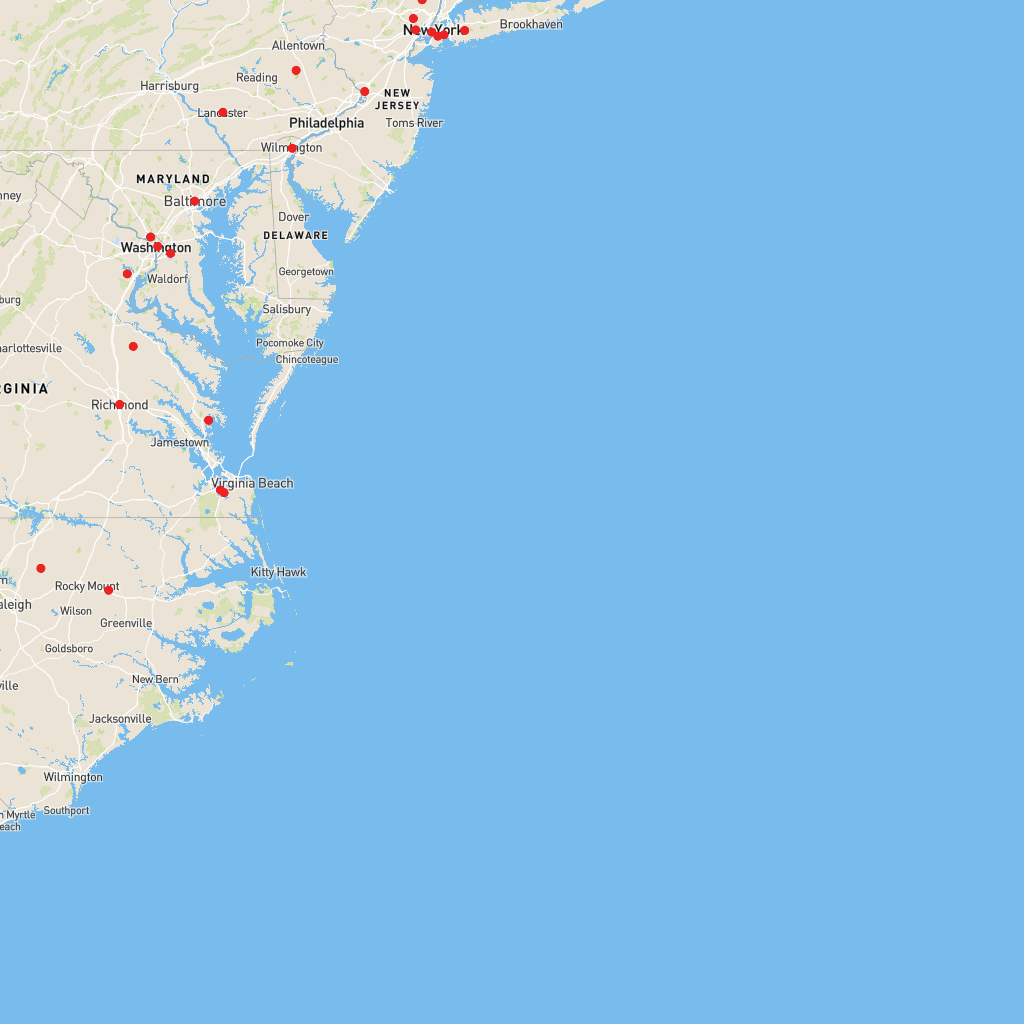 Brookhaven
New York
Allentown
Reading
Harrisburg
NEW
JERSEY
Lancaster
Philadelphia
Toms River
Wilmington
MARYLAND
Baltimore
nney
Dover
DELAWARE
Washington
Waldorf
Georgetown
burg
Salisbury
Pocomoke City
arlottesville
Chincoteague
RGINIA
Richmond
Jamestown
Virginia Beach
Kitty Hawk
m
Rocky Mount
aleigh
Wilson
Greenville
Goldsboro
New Bern
ville
Jacksonville
Wilmington
Southport
n Myrtle
each